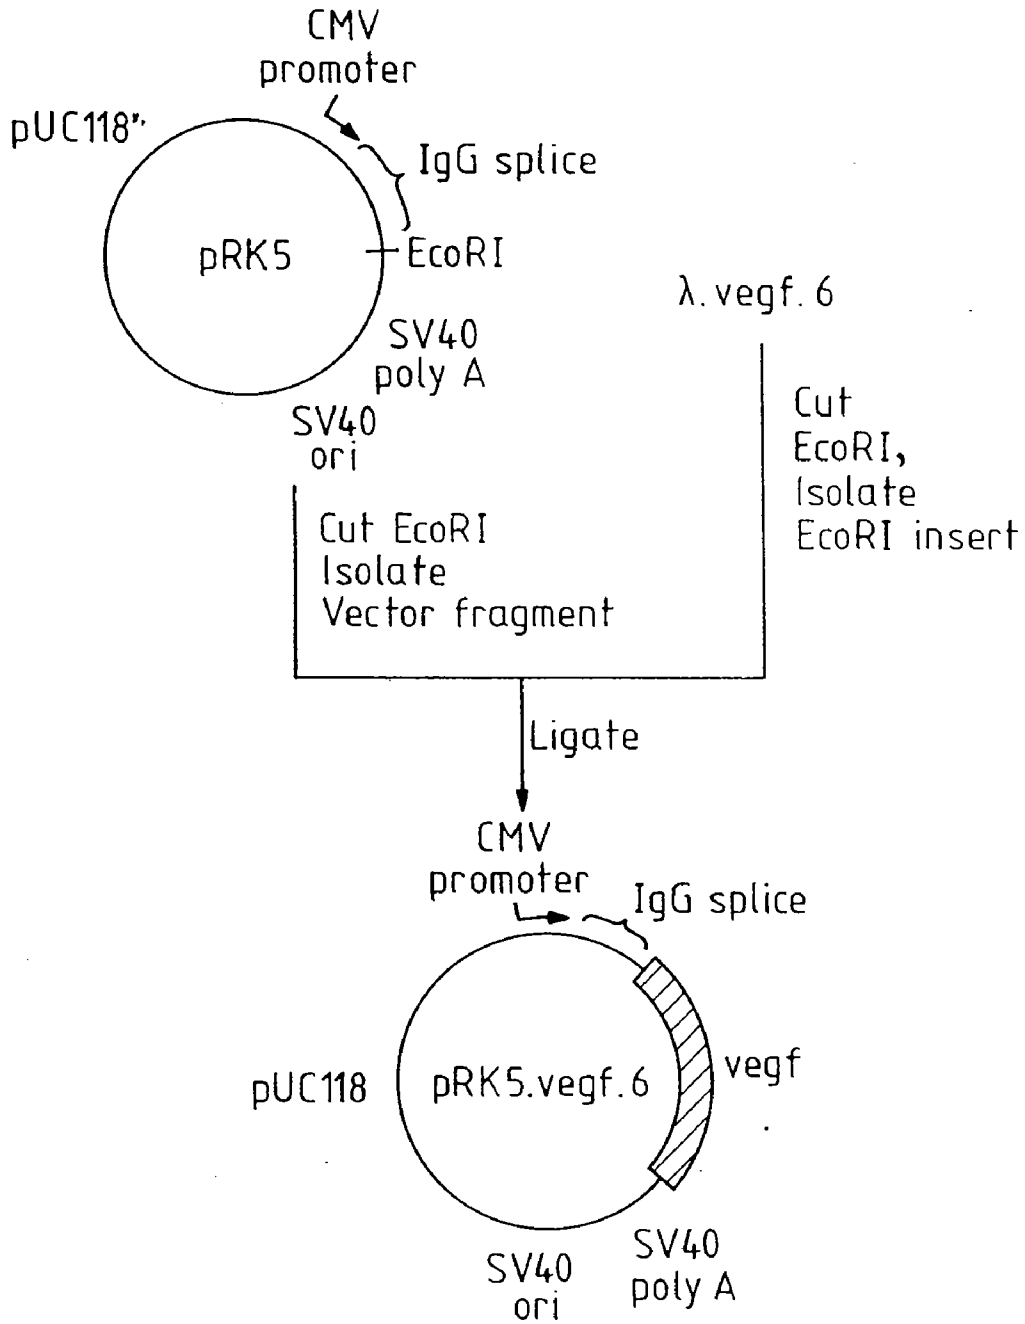 CMV
promoter
pUC118"
IgG splice
pRK5
EcoRI
SV40
poly A
SV40
ori
λ.vegf.6
Cut
EcoRI,
Isolate
EcoRI insert
Cut EcoRI
Isolate
Vector fragment
Ligate
CMV
promoter
IgG splice
pUC118
pRK5.vegf.6
vegf
SV40
poly A
SV40
ori